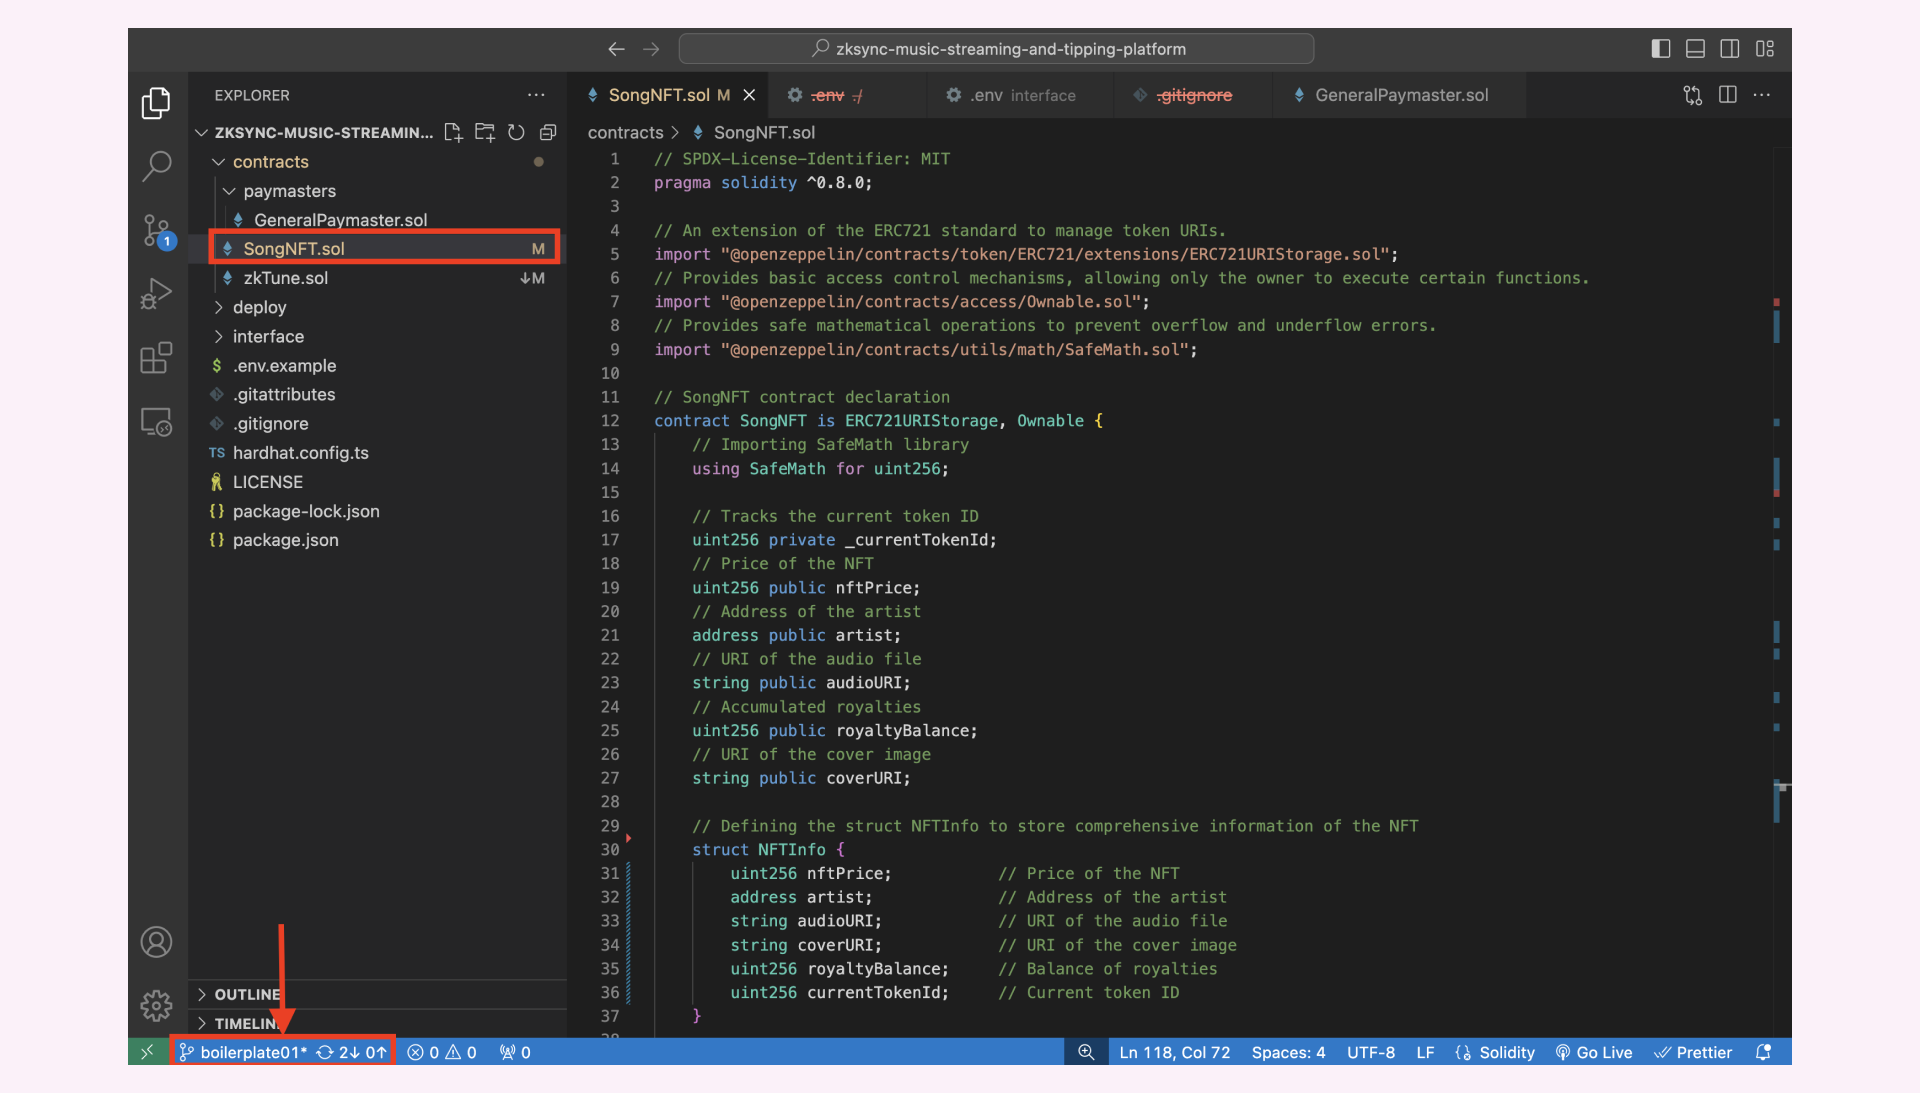 zksync-music-streaming-and-tipping-platform
EXPLORER
ZKSYNC-MUSIC-STREAMIN...
contracts
paymasters
GeneralPaymaster.sol
SongNFT.sol M
zkTune.sol ↓M
deploy
interface
$ .env.example
.gitattributes
.gitignore
TS hardhat.config.ts
LICENSE
{} package-lock.json
{} package.json
1
OUTLINE
SongNFT.sol M
.env ./
.env interface
.gitignore
GeneralPaymaster.sol
contracts > SongNFT.sol
1 // SPDX-License-Identifier: MIT
2 pragma solidity ^0.8.0;
3
4 // An extension of the ERC721 standard to manage token URIs.
5 import "@openzeppelin/contracts/token/ERC721/extensions/ERC721URIStorage.sol";
6 // Provides basic access control mechanisms, allowing only the owner to execute certain functions.
7 import "@openzeppelin/contracts/access/Ownable.sol";
8 // Provides safe mathematical operations to prevent overflow and underflow errors.
9 import "@openzeppelin/contracts/utils/math/SafeMath.sol";
10
11 // SongNFT contract declaration
12 contract SongNFT is ERC721URIStorage, Ownable {
13 // Importing SafeMath library
14 using SafeMath for uint256;
15
16 // Tracks the current token ID
17 uint256 private _currentTokenId;
18 // Price of the NFT
19 uint256 public nftPrice;
20 // Address of the artist
21 address public artist;
22 // URI of the audio file
23 string public audioURI;
24 // Accumulated royalties
25 uint256 public royaltyBalance;
26 // URI of the cover image
27 string public coverURI;
28
29 // Defining the struct NFTInfo to store comprehensive information of the NFT
30 struct NFTInfo {
31 uint256 nftPrice; // Price of the NFT
32 address artist; // Address of the artist
33 string audioURI; // URI of the audio file
34 string coverURI; // URI of the cover image
35 uint256 royaltyBalance; // Balance of royalties
36 uint256 currentTokenId; // Current token ID
37 }
boilerplate01* 2↓ 0↑ 0 0 0
Ln 118, Col 72 Spaces: 4 UTF-8 LF {} Solidity Go Live Prettier